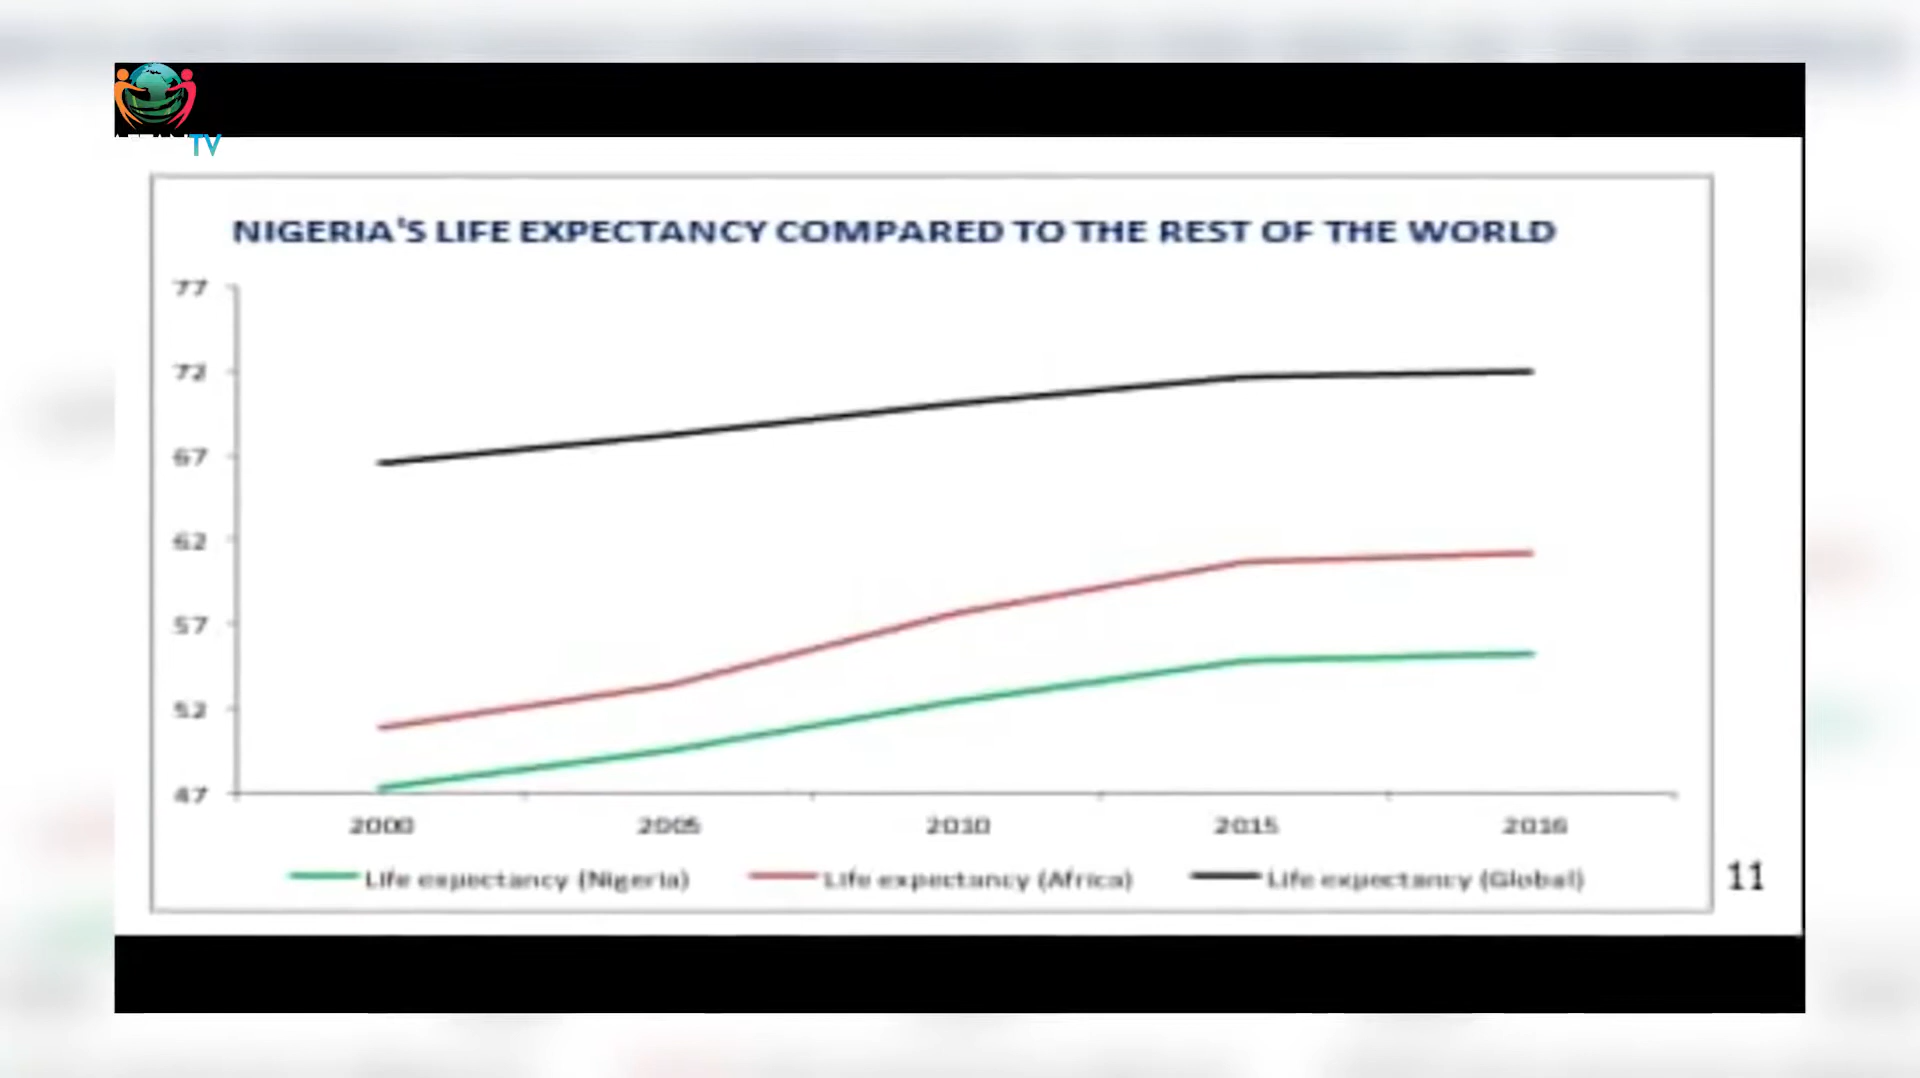 TV
NIGERIA'S LIFE EXPECTANCY COMPARED TO THE REST OF THE WORLD
77
72
67
62
57
52
47
2000 2005 2010 2015 2016
Life expectancy (Nigeria) Life expectancy (Africa) Life expectancy (Global)
11